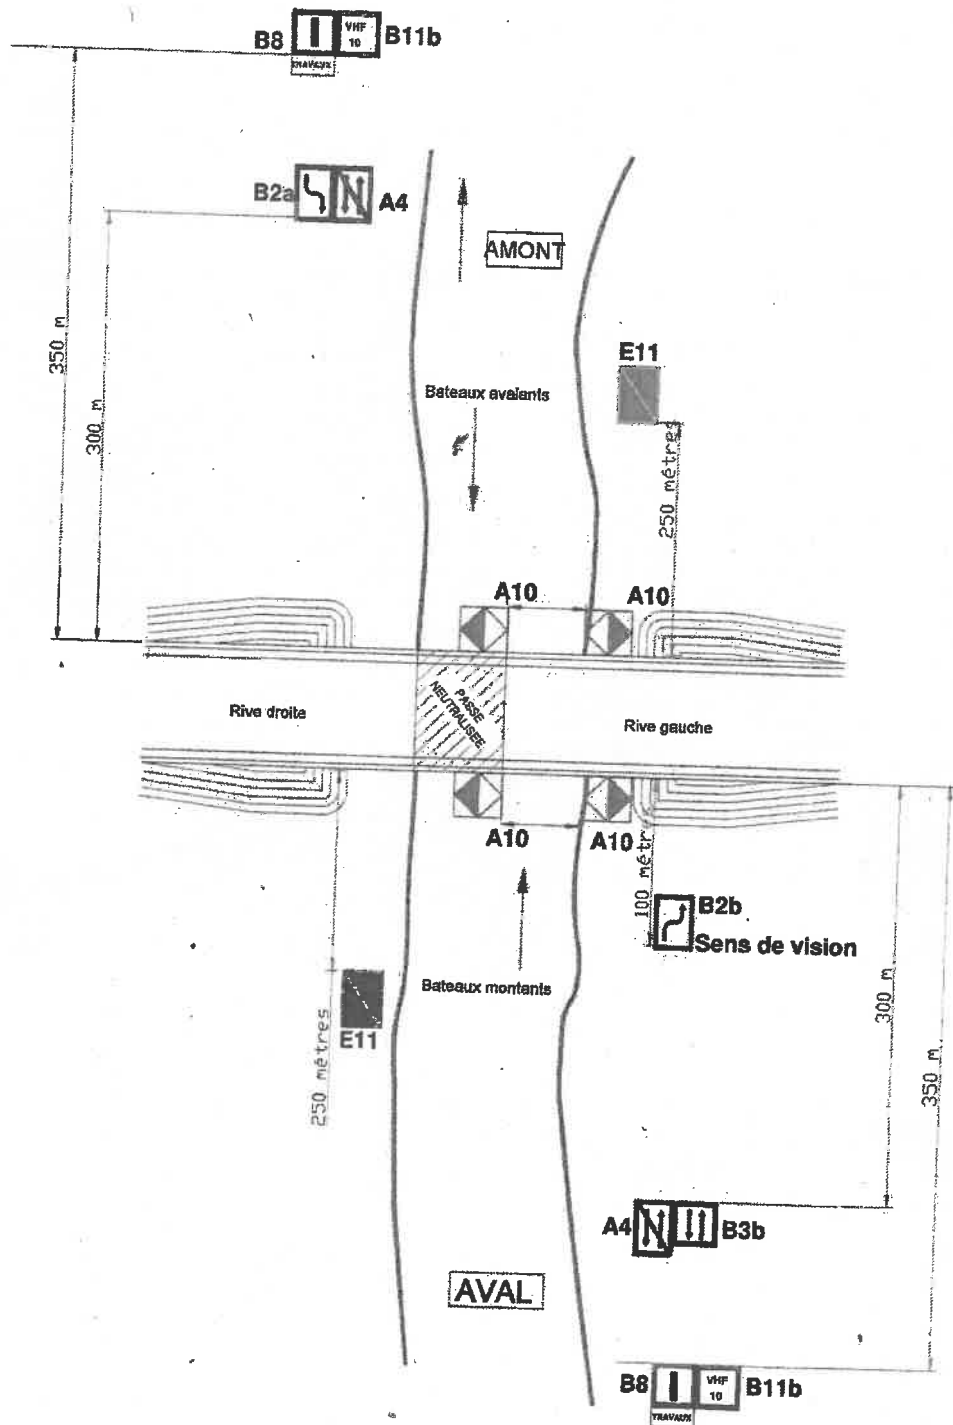 B8
VHF
10
B11b
TRAVAUX
B2a
A4
AMONT
350 m
300 m
E11
Bateaux avalants
250 mètres
A10
A10
PASSE
NEUTRALISEE
Rive droite
Rive gauche
A10
A10
100 mètr
B2b
Sens de vision
Bateaux montants
E11
250 mètres
300 m
350 m
A4
B3b
AVAL
B8
VHF
10
B11b
TRAVAUX